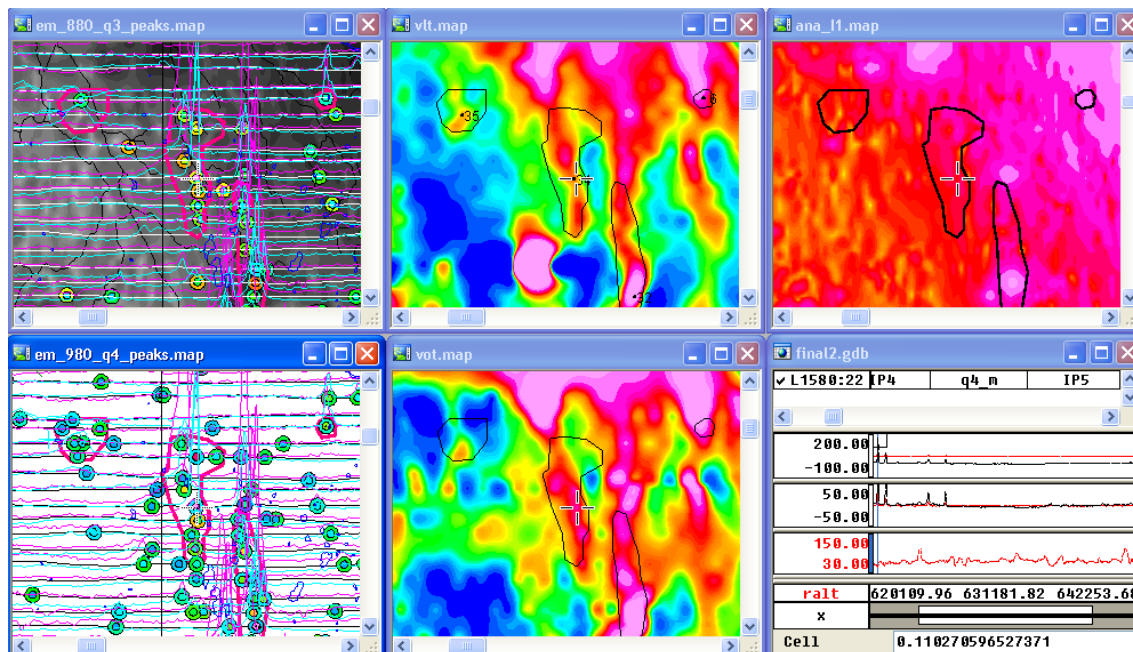 em_880_q3_peaks.map
vlt.map
ana_l1.map
35
6
32
em_980_q4_peaks.map
vot.map
final2.gdb
L1580:22 IP4 q4_m IP5
200.00
-100.00
50.00
-50.00
150.00
30.00
ralt 620109.96 631181.82 642253.68
x
Cell 0.110270596527371